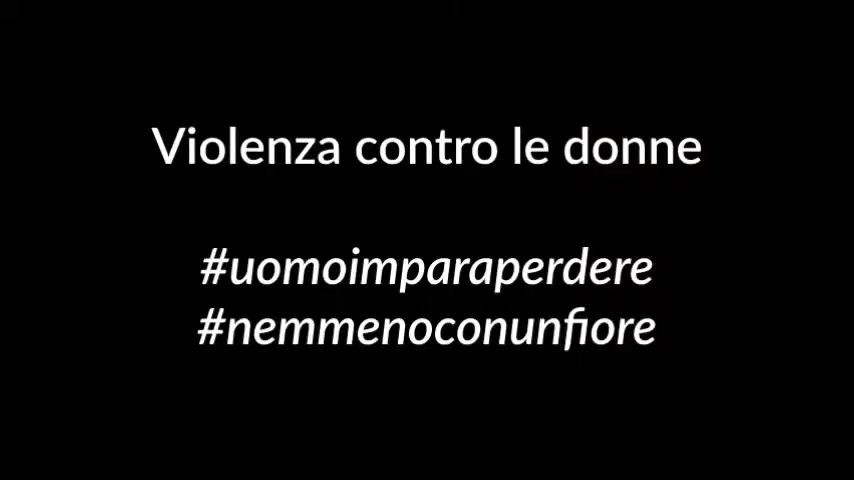 Violenza contro le donne
#uomoimparaperdere
#nemmenoconunfiore